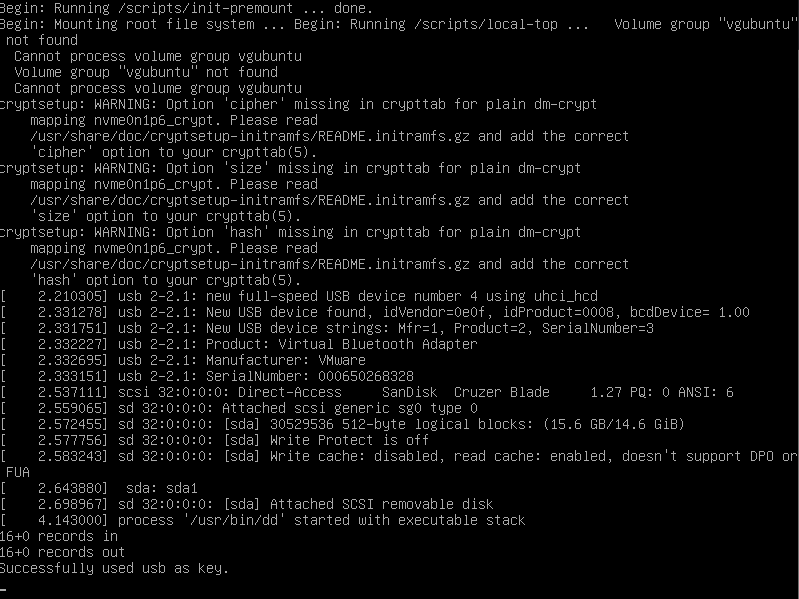 Begin: Running /scripts/init-premount ... done.
Begin: Mounting root file system ... Begin: Running /scripts/local-top ...   Volume group "vgubuntu"
 not found
  Cannot process volume group vgubuntu
  Volume group "vgubuntu" not found
  Cannot process volume group vgubuntu
cryptsetup: WARNING: Option 'cipher' missing in crypttab for plain dm-crypt
    mapping nvme0n1p6_crypt. Please read
    /usr/share/doc/cryptsetup-initramfs/README.initramfs.gz and add the correct
    'cipher' option to your crypttab(5).
cryptsetup: WARNING: Option 'size' missing in crypttab for plain dm-crypt
    mapping nvme0n1p6_crypt. Please read
    /usr/share/doc/cryptsetup-initramfs/README.initramfs.gz and add the correct
    'size' option to your crypttab(5).
cryptsetup: WARNING: Option 'hash' missing in crypttab for plain dm-crypt
    mapping nvme0n1p6_crypt. Please read
    /usr/share/doc/cryptsetup-initramfs/README.initramfs.gz and add the correct
    'hash' option to your crypttab(5).
[    2.210305] usb 2-2.1: new full-speed USB device number 4 using uhci_hcd
[    2.331278] usb 2-2.1: New USB device found, idVendor=0e0f, idProduct=0008, bcdDevice= 1.00
[    2.331751] usb 2-2.1: New USB device strings: Mfr=1, Product=2, SerialNumber=3
[    2.332227] usb 2-2.1: Product: Virtual Bluetooth Adapter
[    2.332695] usb 2-2.1: Manufacturer: VMware
[    2.333151] usb 2-2.1: SerialNumber: 000650268328
[    2.537111] scsi 32:0:0:0: Direct-Access     SanDisk  Cruzer Blade     1.27 PQ: 0 ANSI: 6
[    2.559065] sd 32:0:0:0: Attached scsi generic sg0 type 0
[    2.572455] sd 32:0:0:0: [sda] 30529536 512-byte logical blocks: (15.6 GB/14.6 GiB)
[    2.577756] sd 32:0:0:0: [sda] Write Protect is off
[    2.583243] sd 32:0:0:0: [sda] Write cache: disabled, read cache: enabled, doesn't support DPO or
 FUA
[    2.643880]  sda: sda1
[    2.698967] sd 32:0:0:0: [sda] Attached SCSI removable disk
[    4.143000] process '/usr/bin/dd' started with executable stack
16+0 records in
16+0 records out
Successfully used usb as key.